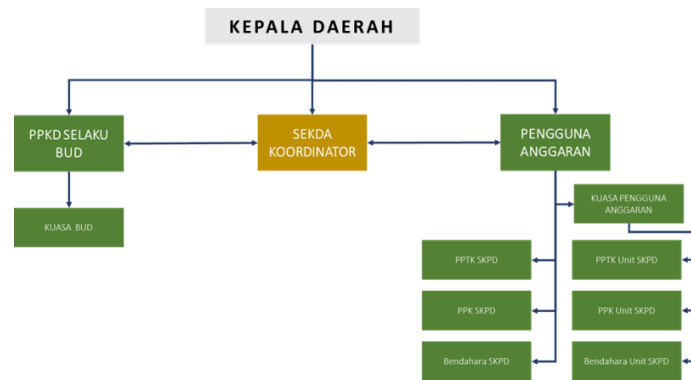 KEPALA DAERAH
PPKD SELAKU
BUD
SEKDA
KOORDINATOR
PENGGUNA
ANGGARAN
KUASA BUD
KUASA PENGGUNA
ANGGARAN
PPTK SKPD
PPTK Unit SKPD
PPK SKPD
PPK Unit SKPD
Bendahara SKPD
Bendahara Unit SKPD